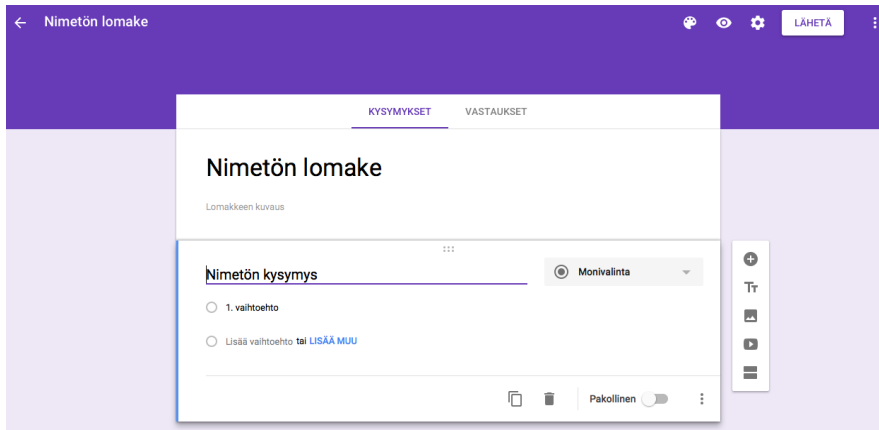 Nimetön lomake
LÄHETÄ
KYSYMYKSET VASTAUKSET
Nimetön lomake
Lomakkeen kuvaus
Nimetön kysymys
Monivalinta
1. vaihtoehto
Lisää vaihtoehto tai LISÄÄ MUU
Pakollinen